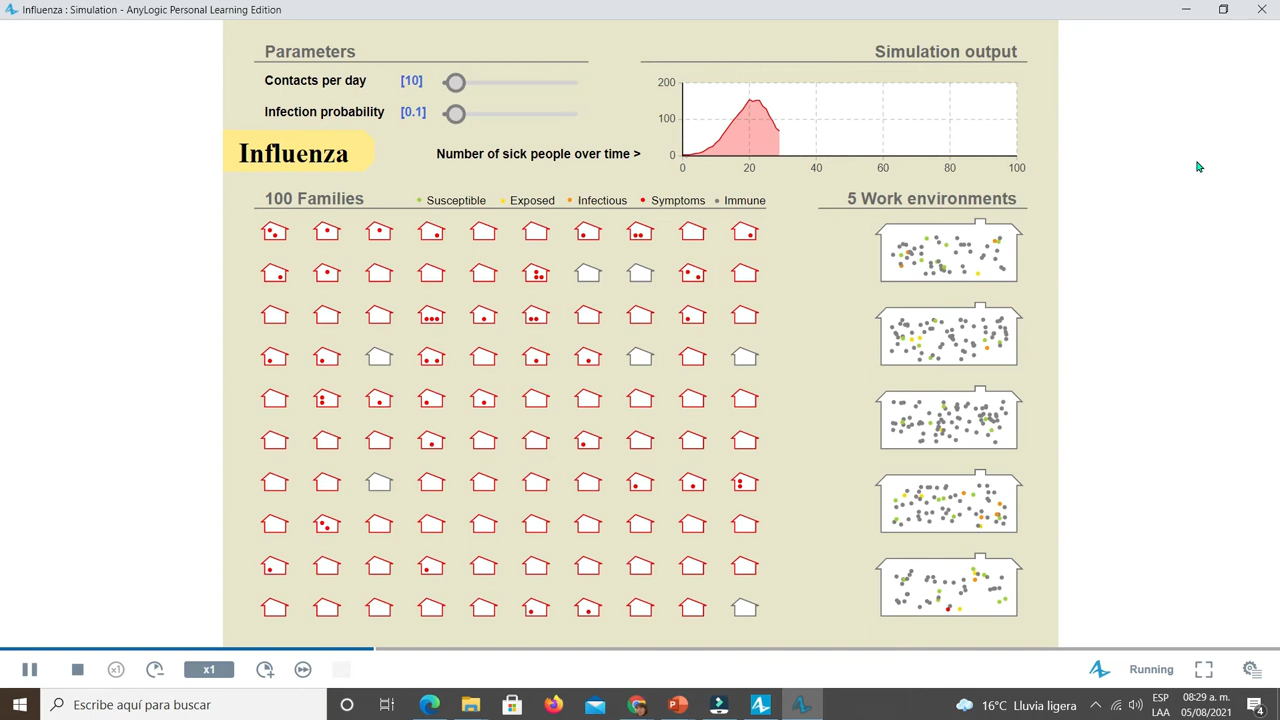 Influenza : Simulation - AnyLogic Personal Learning Edition
Parameters
Simulation output
Contacts per day [10]
Infection probability [0.1]
200
100
0
0 20 40 60 80 100
Influenza
Number of sick people over time >
100 Families
Susceptible Exposed Infectious Symptoms Immune
5 Work environments
x1
x1
Running
Escribe aquí para buscar
16°C Lluvia ligera
ESP
LAA
08:29 a. m.
05/08/2021
4